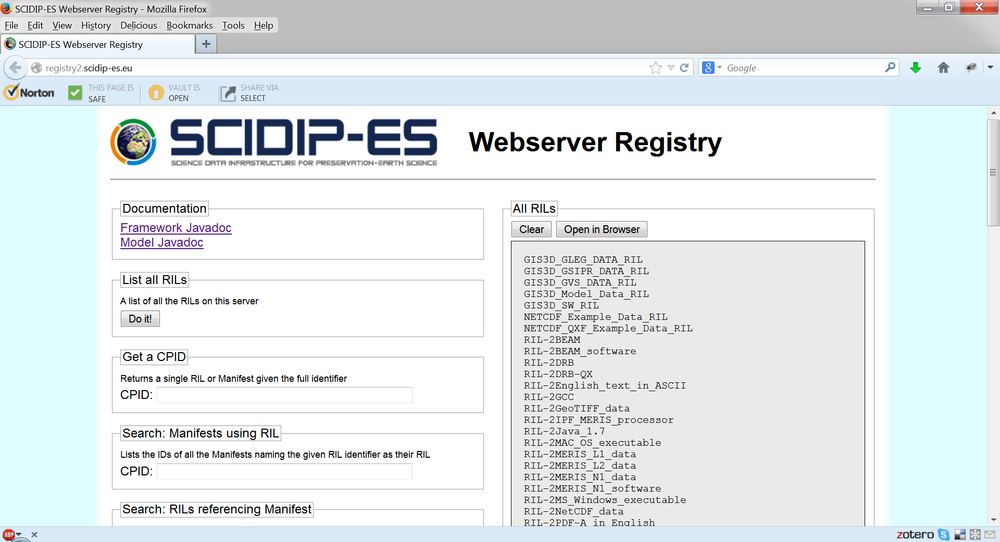 SCIDIP-ES Webserver Registry - Mozilla Firefox
File Edit View History Delicious Bookmarks Tools Help
SCIDIP-ES Webserver Registry
registry2.scidip-es.eu
Google
Norton
THIS PAGE IS
SAFE
VAULT IS
OPEN
SHARE VIA
SELECT
SCIDIP-ES
SCIENCE DATA INFRASTRUCTURE FOR PRESERVATION-EARTH SCIENCE
Webserver Registry
Documentation
Framework Javadoc
Model Javadoc
List all RILs
A list of all the RILs on this server
Do it!
Get a CPID
Returns a single RIL or Manifest given the full identifier
CPID:
Search: Manifests using RIL
Lists the IDs of all the Manifests naming the given RIL identifier as their RIL
CPID:
Search: RILs referencing Manifest
All RILs
Clear Open in Browser
GIS3D_GLEG_DATA_RIL
GIS3D_GSIPR_DATA_RIL
GIS3D_GVS_DATA_RIL
GIS3D_Model_Data_RIL
GIS3D_SW_RIL
NETCDF_Example_Data_RIL
NETCDF_QXF_Example_Data_RIL
RIL-2BEAM
RIL-2BEAM_software
RIL-2DRB
RIL-2DRB-QX
RIL-2English_text_in_ASCII
RIL-2GCC
RIL-2GeoTIFF_data
RIL-2IPF_MERIS_processor
RIL-2Java_1.7
RIL-2MAC_OS_executable
RIL-2MERIS_L1_data
RIL-2MERIS_L2_data
RIL-2MERIS_N1_data
RIL-2MERIS_N1_software
RIL-2MS_Windows_executable
RIL-2NetCDF_data
RIL-2PDF-A_in_English
ABP
zotero